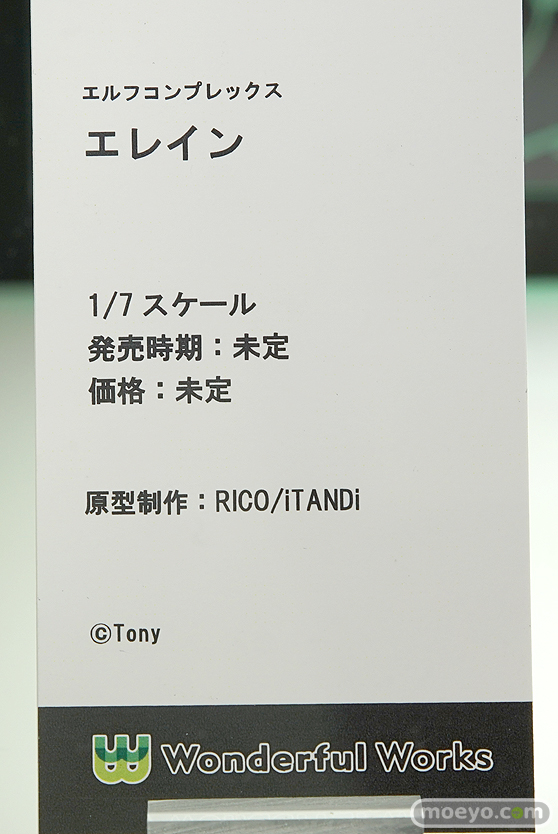 エルフコンプレックス
エレイン
1/7 スケール
発売時期：未定
価格：未定
原型制作：RICO/iTANDi
©Tony
Wonderful Works
moeyo.com